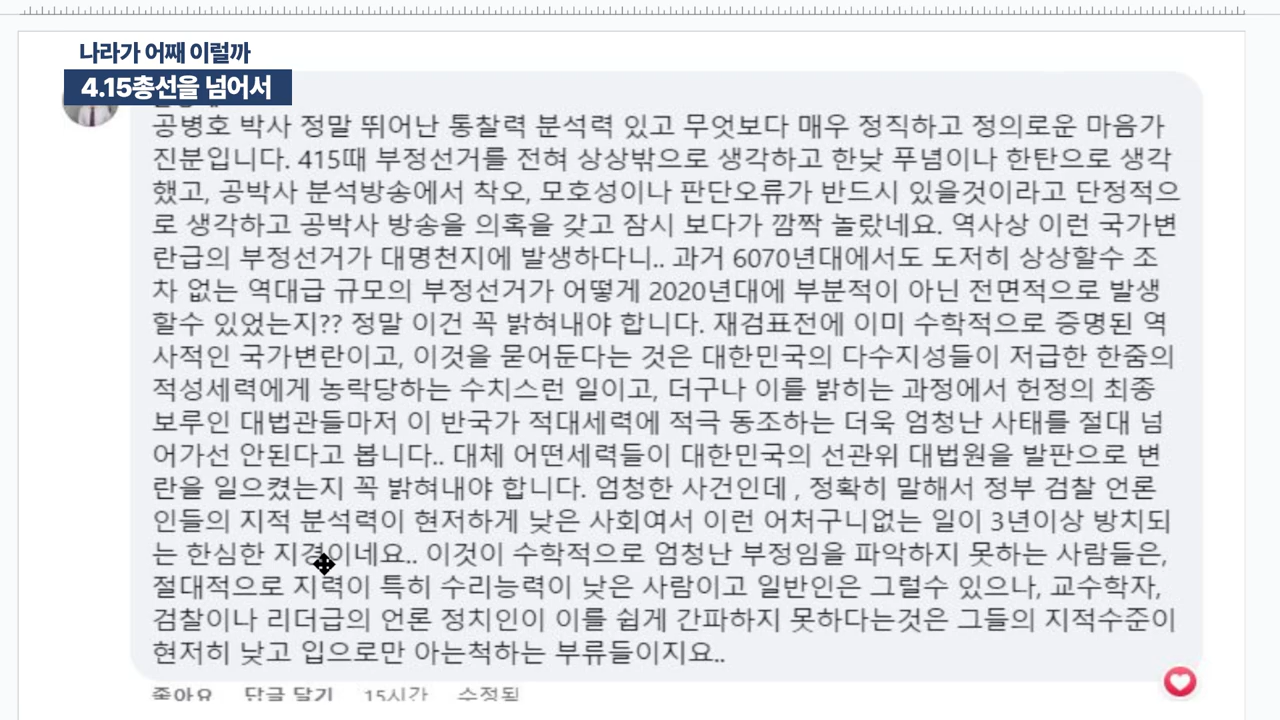 나라가 어째 이럴까
4.15총선을 넘어서
공병호 박사 정말 뛰어난 통찰력 분석력 있고 무엇보다 매우 정직하고 정의로운 마음가
진분입니다. 415때 부정선거를 전혀 상상밖으로 생각하고 한낮 푸념이나 한탄으로 생각
했고, 공박사 분석방송에서 착오, 모호성이나 판단오류가 반드시 있을것이라고 단정적으
로 생각하고 공박사 방송을 의혹을 갖고 잠시 보다가 깜짝 놀랐네요. 역사상 이런 국가변
란급의 부정선거가 대명천지에 발생하다니.. 과거 6070년대에서도 도저히 상상할수 조
차 없는 역대급 규모의 부정선거가 어떻게 2020년대에 부분적이 아닌 전면적으로 발생
할수 있었는지?? 정말 이건 꼭 밝혀내야 합니다. 재검표전에 이미 수학적으로 증명된 역
사적인 국가변란이고, 이것을 묻어둔다는 것은 대한민국의 다수지성들이 저급한 한줌의
적성세력에게 농락당하는 수치스런 일이고, 더구나 이를 밝히는 과정에서 헌정의 최종
보루인 대법관들마저 이 반국가 적대세력에 적극 동조하는 더욱 엄청난 사태를 절대 넘
어가선 안된다고 봅니다.. 대체 어떤세력들이 대한민국의 선관위 대법원을 발판으로 변
란을 일으켰는지 꼭 밝혀내야 합니다. 엄청한 사건인데 , 정확히 말해서 정부 검찰 언론
인들의 지적 분석력이 현저하게 낮은 사회여서 이런 어처구니없는 일이 3년이상 방치되
는 한심한 지경이네요.. 이것이 수학적으로 엄청난 부정임을 파악하지 못하는 사람들은,
절대적으로 지력이 특히 수리능력이 낮은 사람이고 일반인은 그럴수 있으나, 교수학자,
검찰이나 리더급의 언론 정치인이 이를 쉽게 간파하지 못하다는것은 그들의 지적수준이
현저히 낮고 입으로만 아는척하는 부류들이지요..
좋아요 답글 달기 15시간 수정됨